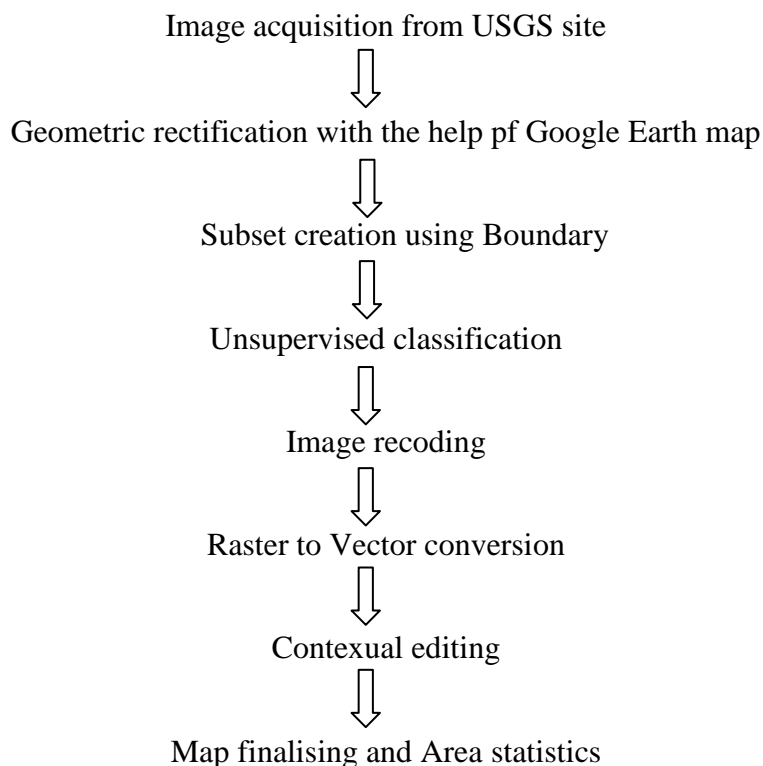 Image acquisition from USGS site
Geometric rectification with the help pf Google Earth map
Subset creation using Boundary
Unsupervised classification
Image recoding
Raster to Vector conversion
Contexual editing
Map finalising and Area statistics